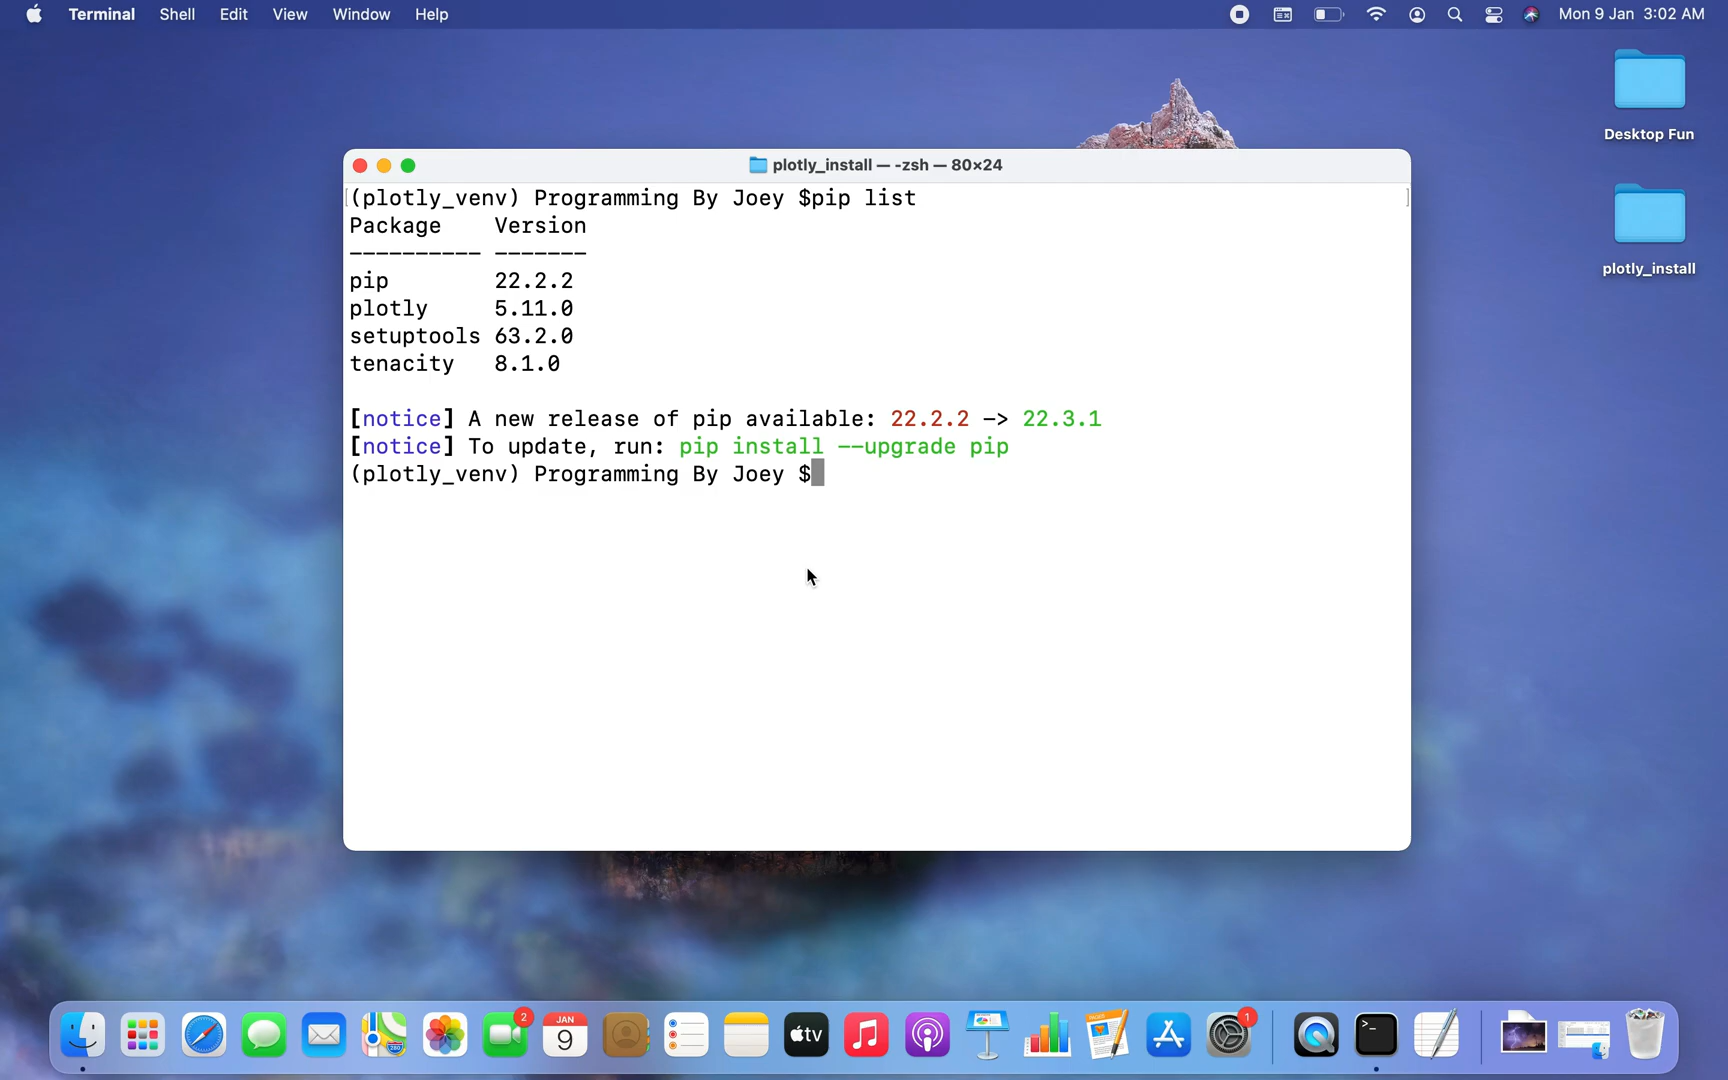 Terminal Shell Edit View Window Help Mon 9 Jan 3:02 AM
Desktop Fun
plotly_install
plotly_install — -zsh — 80×24
(plotly_venv) Programming By Joey $pip list
Package Version
---------- -------
pip 22.2.2
plotly 5.11.0
setuptools 63.2.0
tenacity 8.1.0
[notice] A new release of pip available: 22.2.2 -> 22.3.1
[notice] To update, run: pip install --upgrade pip
(plotly_venv) Programming By Joey $
2
JAN
9
tv
1
>_